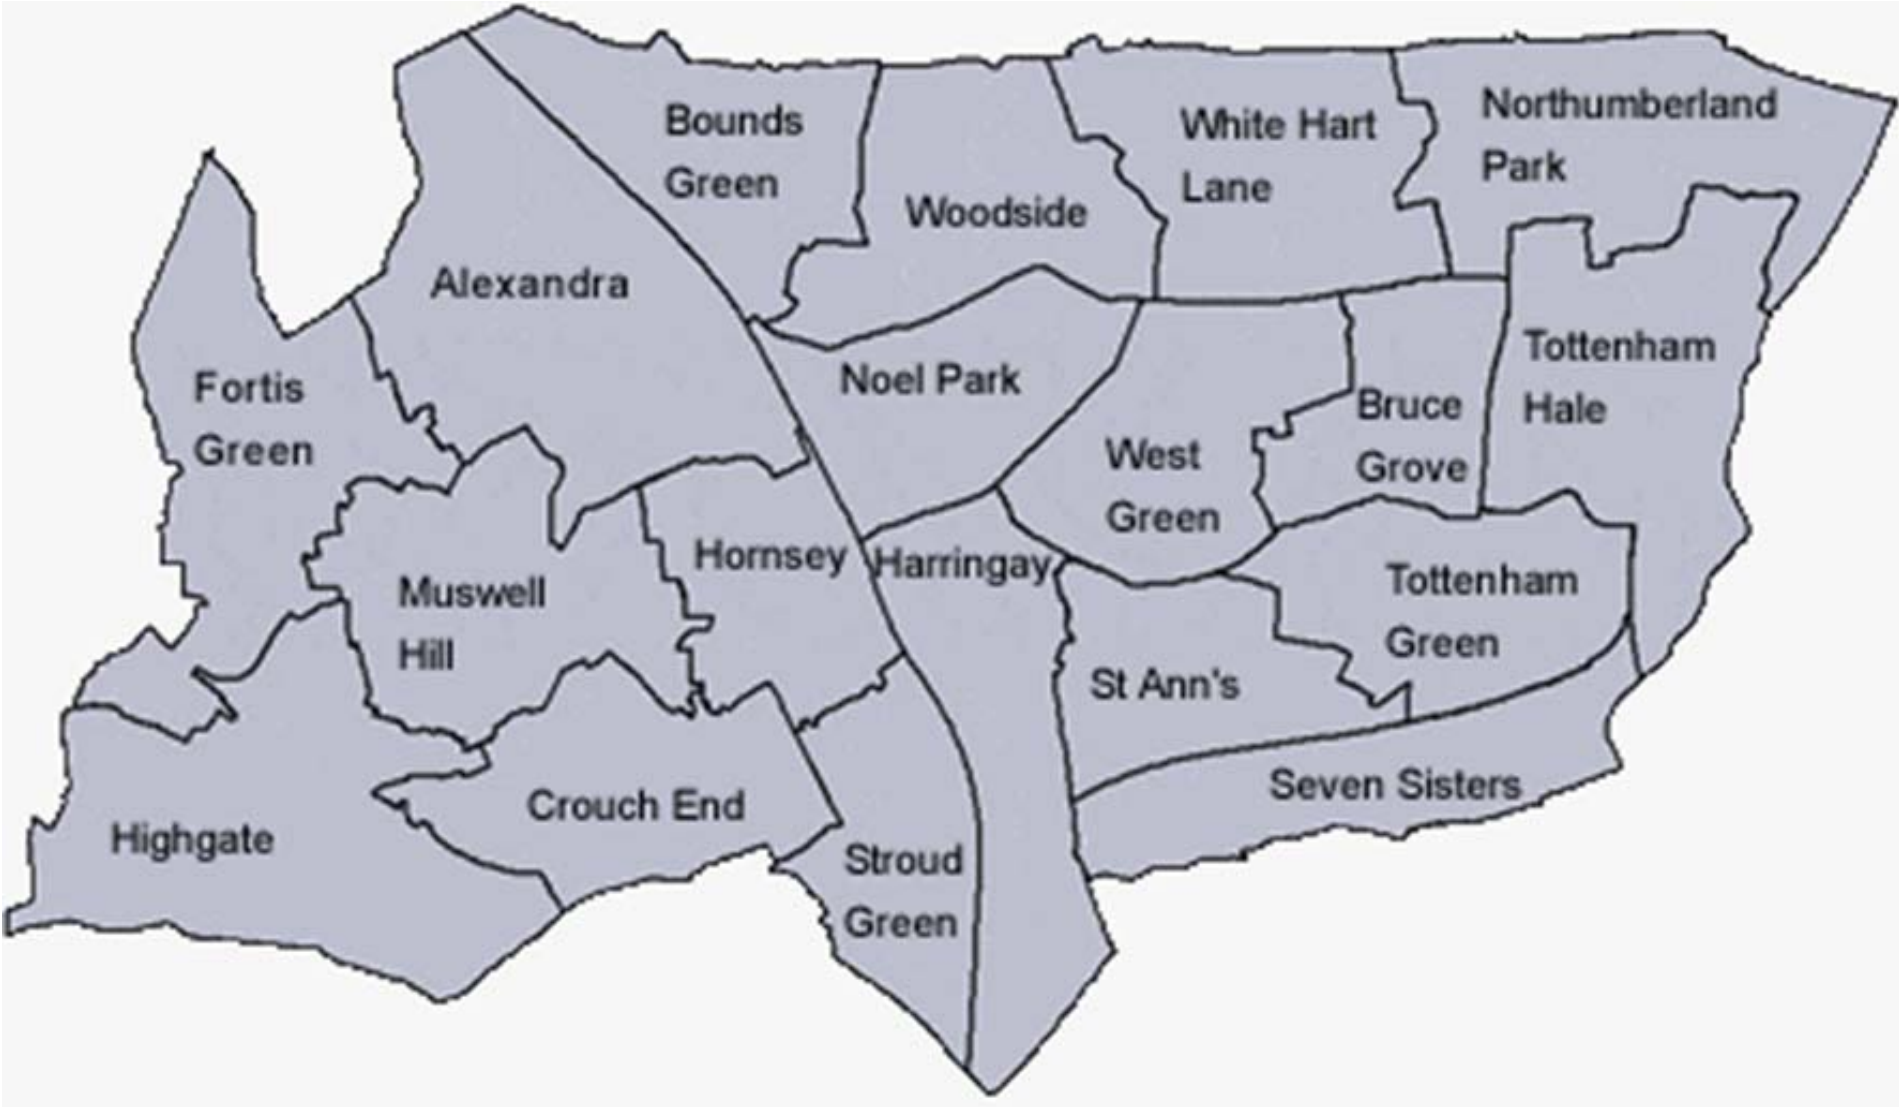 Bounds
Green
White Hart
Lane
Northumberland
Park
Woodside
Alexandra
Fortis
Green
Noel Park
Tottenham
Hale
Bruce
Grove
West
Green
Hornsey
Harringay
Muswell
Hill
Tottenham
Green
St Ann's
Seven Sisters
Crouch End
Highgate
Stroud
Green